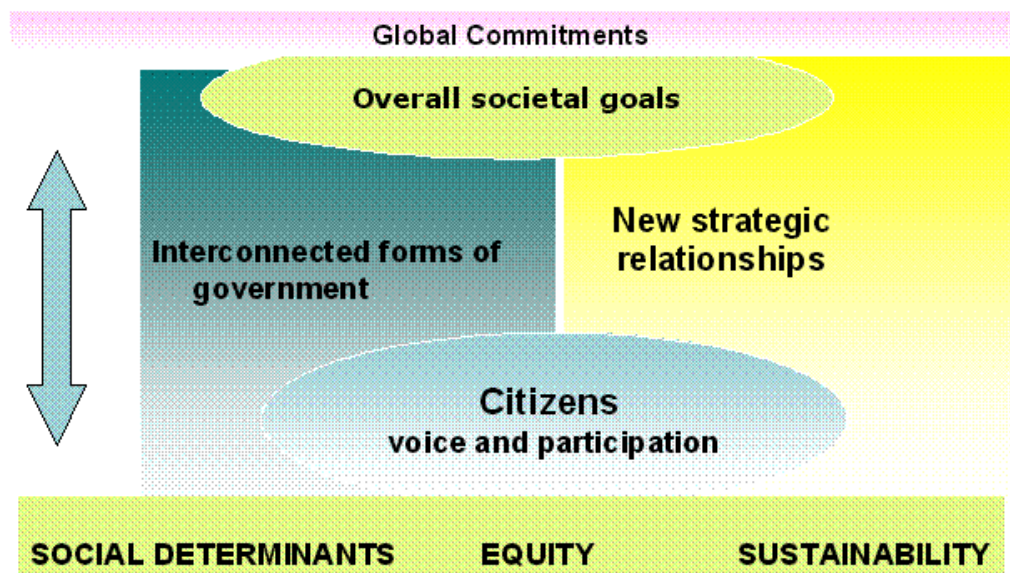 Global Commitments
Overall societal goals
Interconnected forms of
government
New strategic
relationships
Citizens
voice and participation
SOCIAL DETERMINANTS EQUITY SUSTAINABILITY